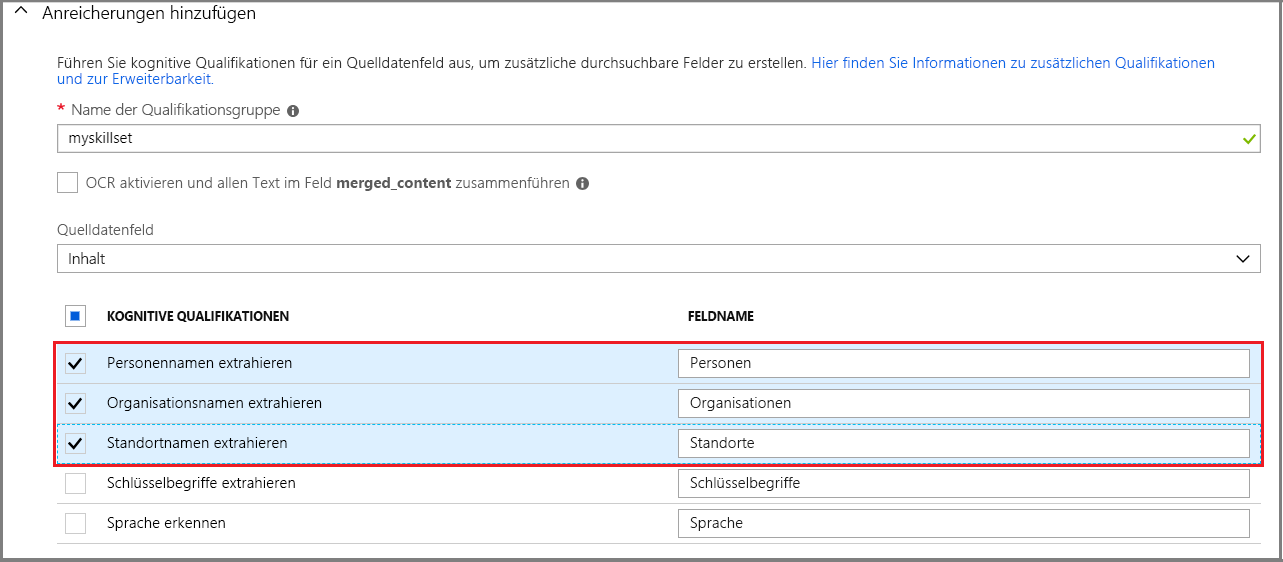 Anreicherungen hinzufügen
Führen Sie kognitive Qualifikationen für ein Quelldatenfeld aus, um zusätzliche durchsuchbare Felder zu erstellen. Hier finden Sie Informationen zu zusätzlichen Qualifikationen
und zur Erweiterbarkeit.
* Name der Qualifikationsgruppe
myskillset
OCR aktivieren und allen Text im Feld merged_content zusammenführen
Quelldatenfeld
Inhalt
KOGNITIVE QUALIFIKATIONEN FELDNAME
Personennamen extrahieren Personen
Organisationsnamen extrahieren Organisationen
Standortnamen extrahieren Standorte
Schlüsselbegriffe extrahieren Schlüsselbegriffe
Sprache erkennen Sprache